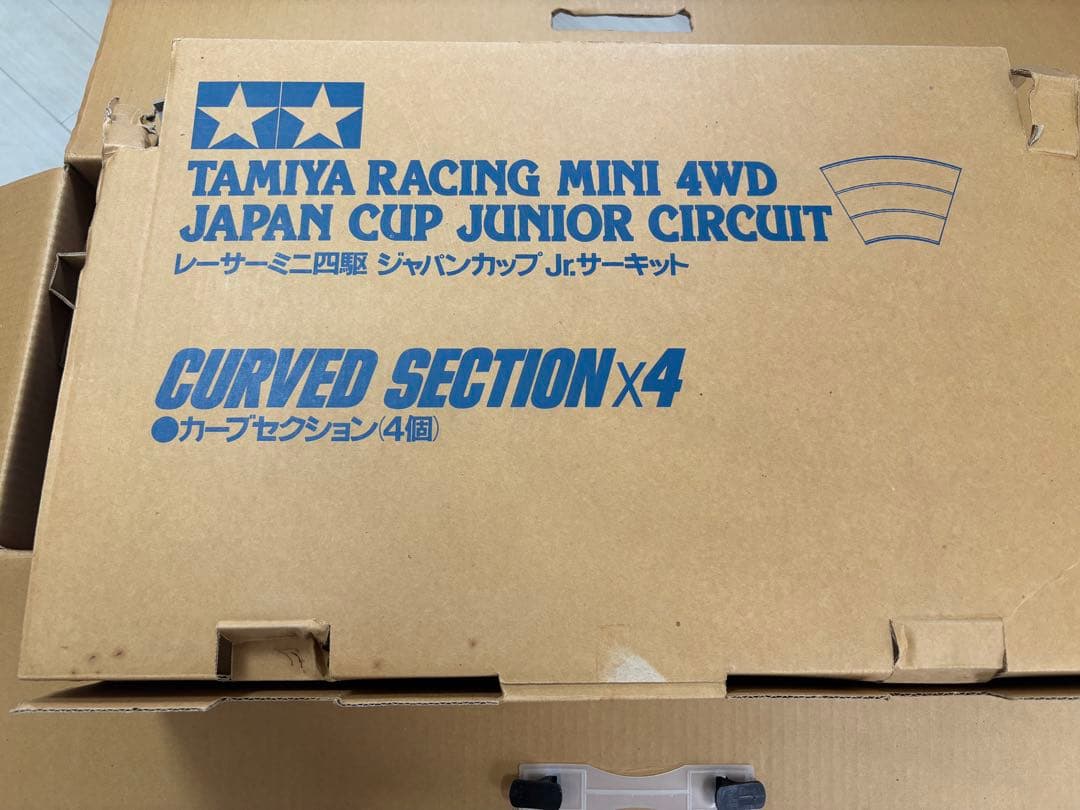 TAMIYA RACING MINI 4WD
JAPAN CUP JUNIOR CIRCUIT
レーサーミニ四駆 ジャパンカップ Jr.サーキット
CURVED SECTION x4
●カーブセクション(4個)